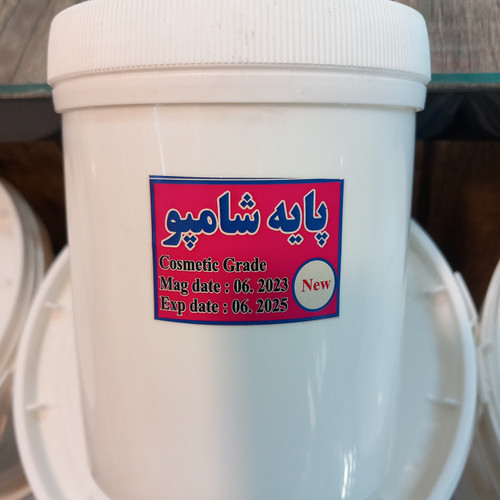 پایه شامپو
Cosmetic Grade
Mag date : 06. 2023
Exp date : 06. 2025
New